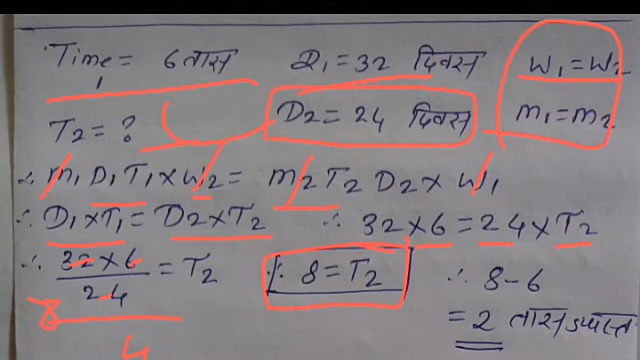 Time₁ = 6 तास D₁ = 32 दिवस W₁ = W₂
T₂ = ? D₂ = 24 दिवस m₁ = m₂
∴ m₁ D₁ T₁ × W₂ = m₂ T₂ D₂ × W₁
∴ D₁ × T₁ = D₂ × T₂ ∴ 32 × 6 = 24 × T₂
∴ 32 × 6 / 24 = T₂ ∴ 8 = T₂ ∴ 8 - 6
8 4 = 2 तास जास्त